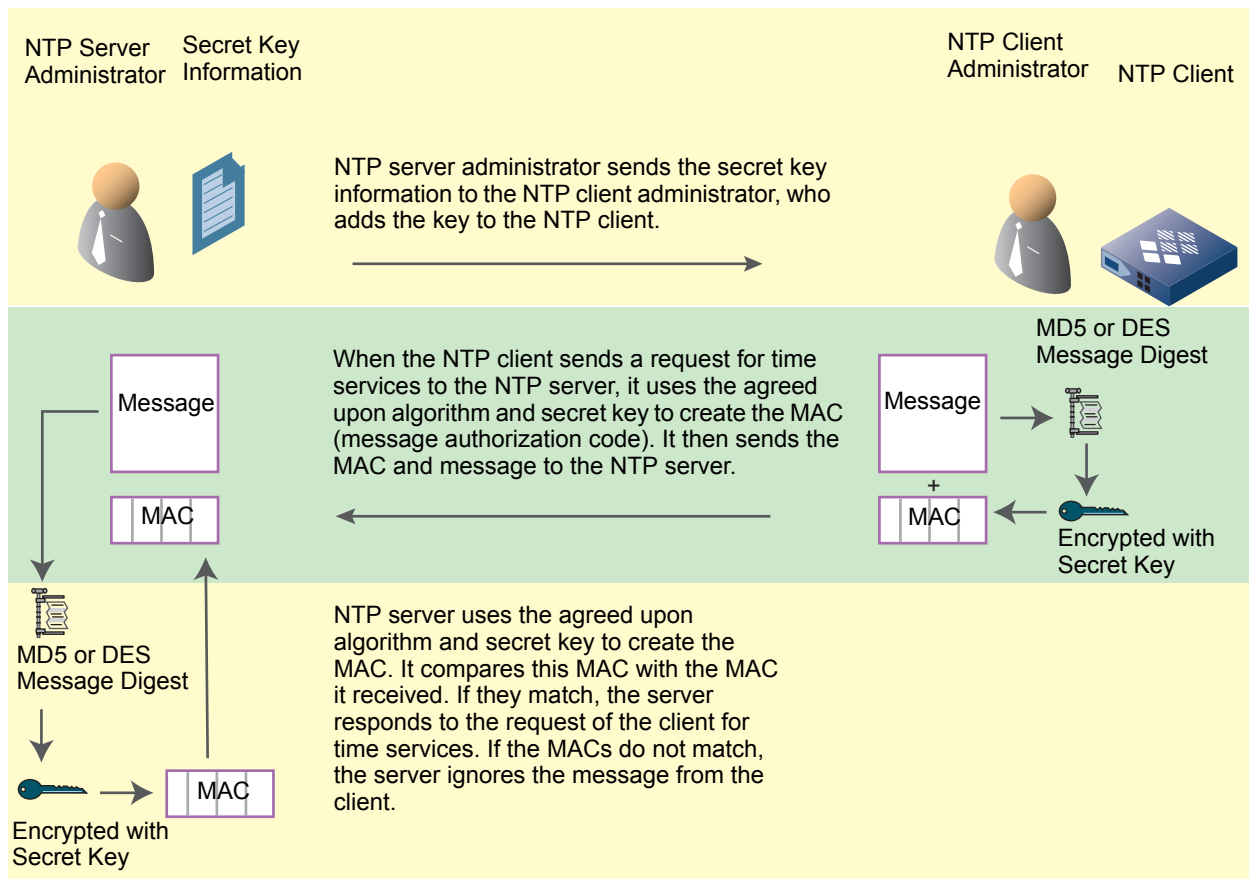 NTP Server
Administrator
Secret Key
Information
NTP Client
Administrator
NTP Client
NTP server administrator sends the secret key
information to the NTP client administrator, who
adds the key to the NTP client.
MD5 or DES
Message Digest
When the NTP client sends a request for time
services to the NTP server, it uses the agreed
upon algorithm and secret key to create the MAC
(message authorization code). It then sends the
MAC and message to the NTP server.
Message
Message
+
MAC
MAC
Encrypted with
Secret Key
NTP server uses the agreed upon
algorithm and secret key to create the
MAC. It compares this MAC with the MAC
it received. If they match, the server
responds to the request of the client for
time services. If the MACs do not match,
the server ignores the message from the
client.
MD5 or DES
Message Digest
MAC
Encrypted with
Secret Key